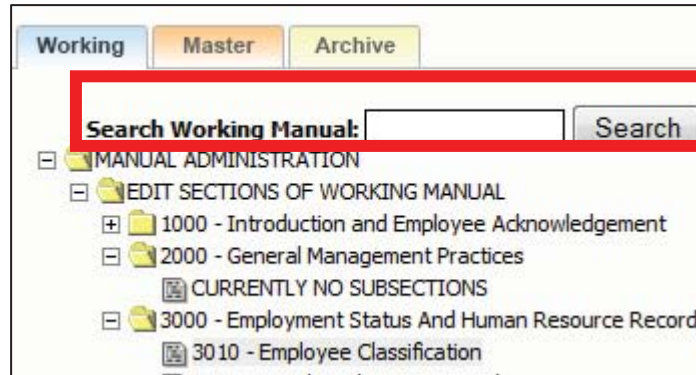 Working Master Archive
Search Working Manual: Search
MANUAL ADMINISTRATION
EDIT SECTIONS OF WORKING MANUAL
1000 - Introduction and Employee Acknowledgement
2000 - General Management Practices
CURRENTLY NO SUBSECTIONS
3000 - Employment Status And Human Resource Record
3010 - Employee Classification